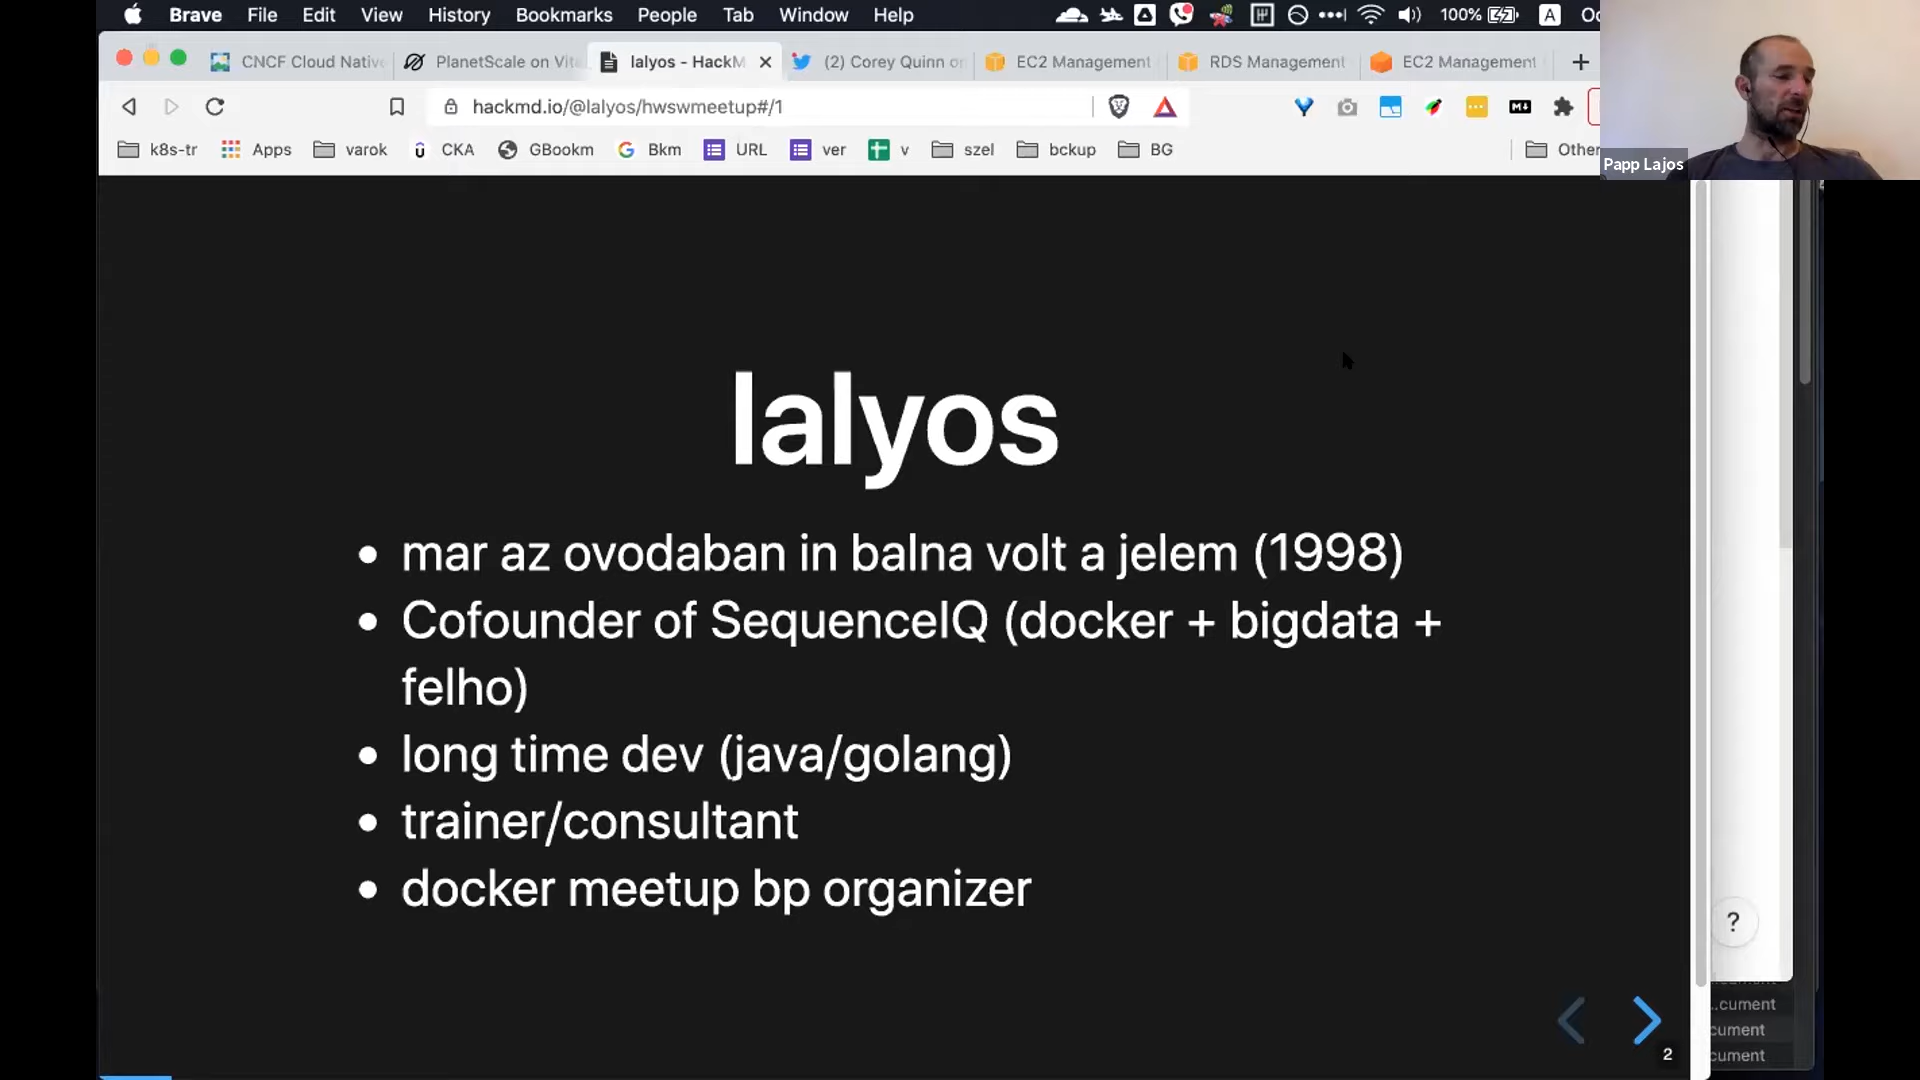 Brave File Edit View History Bookmarks People Tab Window Help 100% A
CNCF Cloud Native
PlanetScale on Vite
lalyos - HackM
(2) Corey Quinn o
EC2 Management
RDS Management
EC2 Management
hackmd.io/@lalyos/hwswmeetup#/1
k8s-tr Apps varok CKA GBookm Bkm URL ver v szel bckup BG Other
Papp Lajos
lalyos
mar az ovodaban in balna volt a jelem (1998)
Cofounder of SequenceIQ (docker + bigdata +
felho)
long time dev (java/golang)
trainer/consultant
docker meetup bp organizer
?
..cument
cument
cument
2